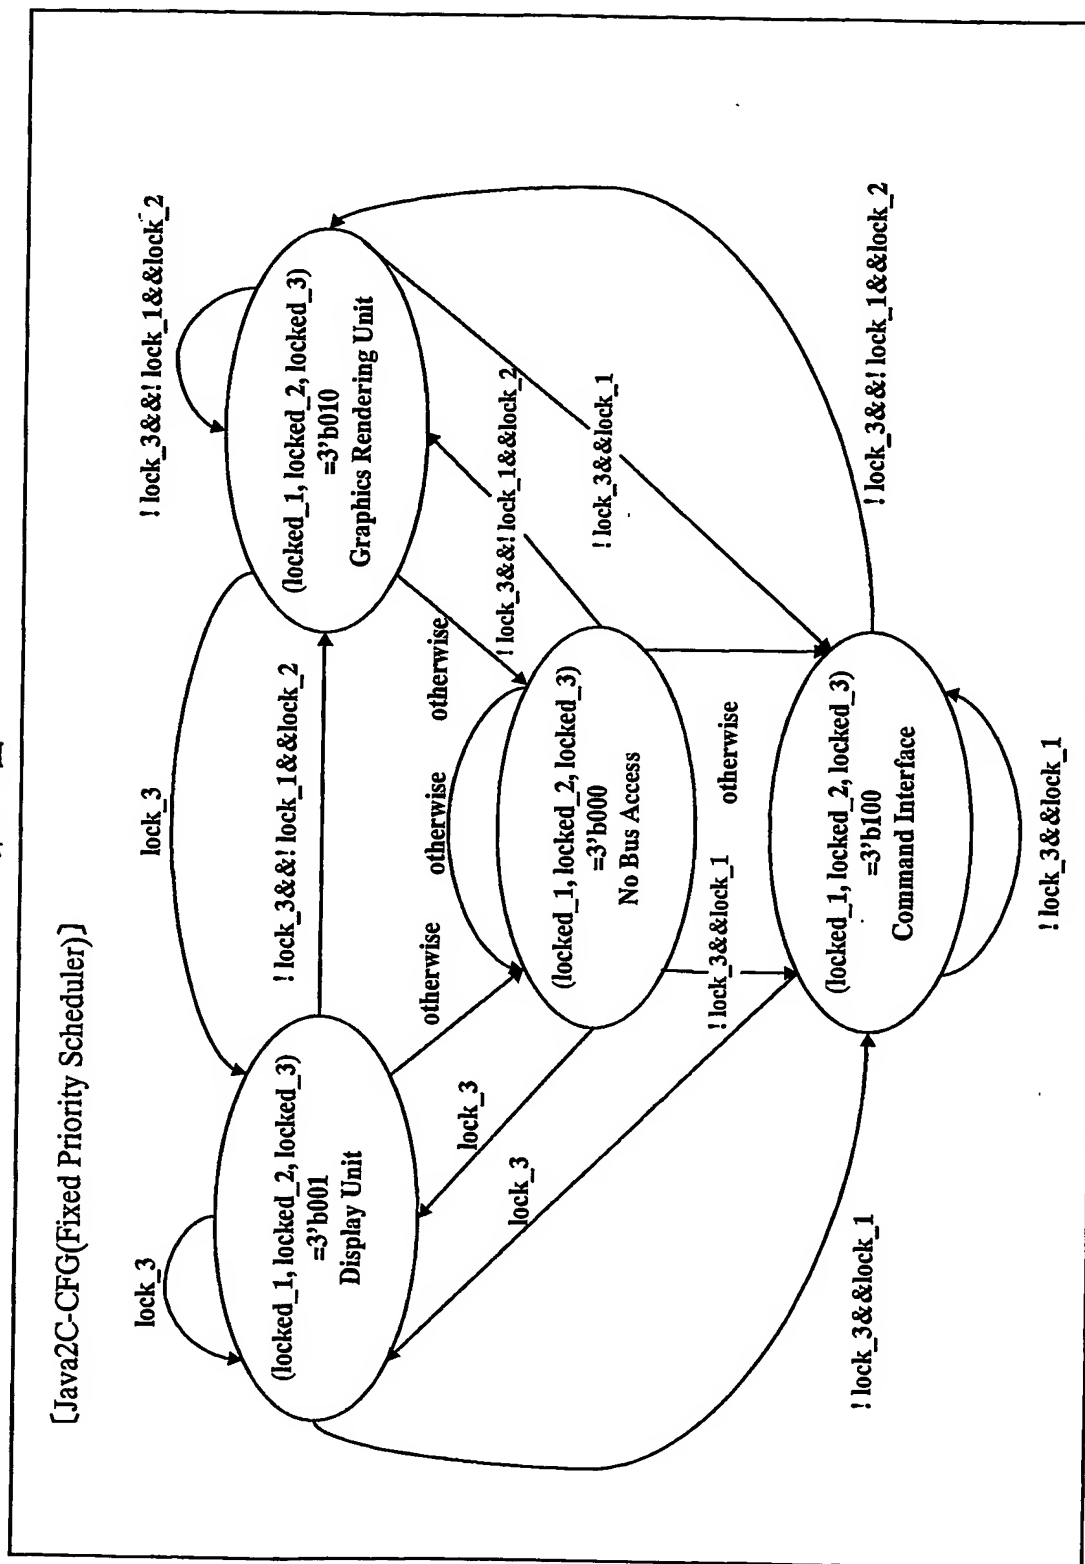 [Java2C-CFG(Fixed Priority Scheduler)]
lock_3
lock_3
! lock_3&&! lock_1&&lock_2
(locked_1, locked_2, locked_3)
=3'b001
Display Unit
! lock_3&&! lock_1&&lock_2
(locked_1, locked_2, locked_3)
=3'b010
Graphics Rendering Unit
otherwise
otherwise
otherwise
lock_3
! lock_3&&! lock_1&&lock_2
(locked_1, locked_2, locked_3)
=3'b000
No Bus Access
lock_3
! lock_3&&lock_1
! lock_3&&lock_1
otherwise
(locked_1, locked_2, locked_3)
=3'b100
Command Interface
! lock_3&&lock_1
! lock_3&&! lock_1&&lock_2
! lock_3&&lock_1